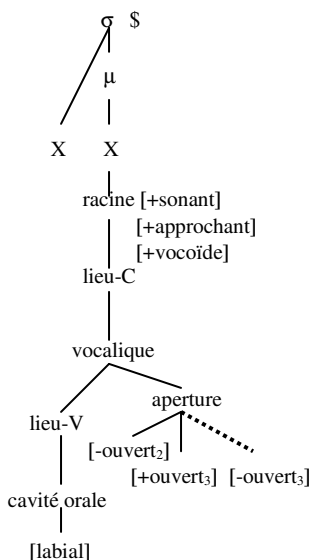 σ $
μ
X X
racine [+sonant]
[+approchant]
[+vocoïde]
lieu-C
vocalique
aperture
lieu-V
[-ouvert₂]
[+ouvert₃] [-ouvert₃]
cavité orale
[labial]